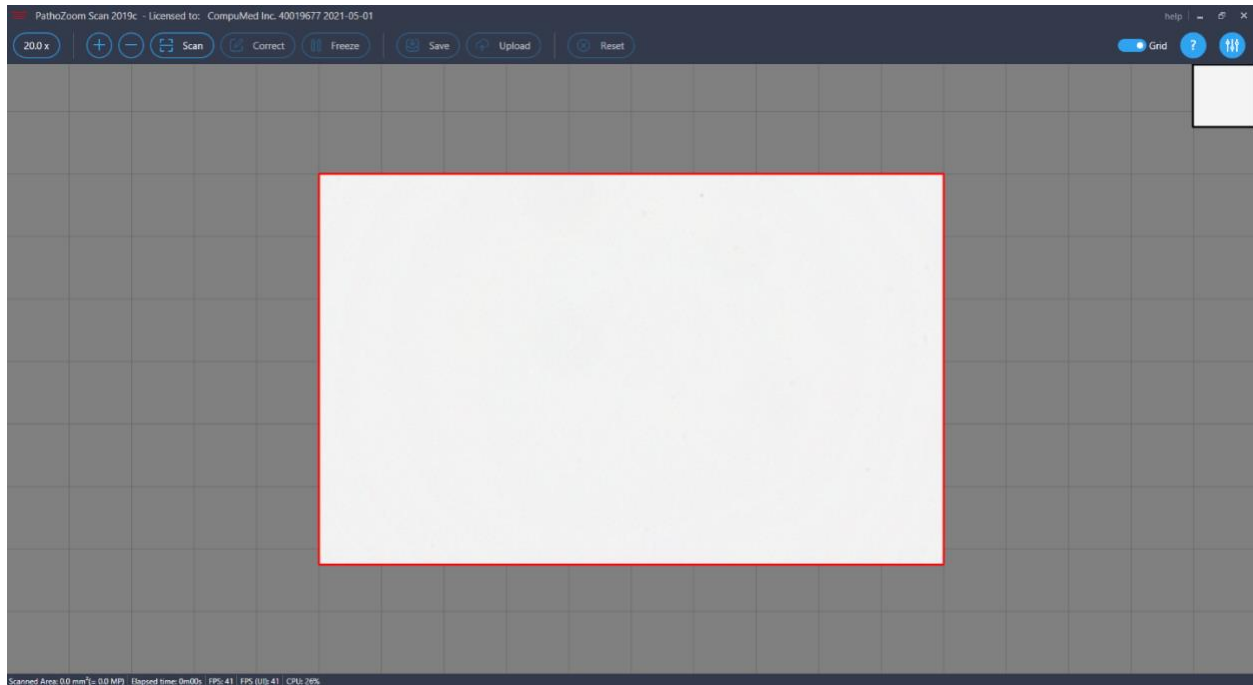 PathoZoom Scan 2019c - Licensed to: CompuMed Inc. 40019677 2021-05-01 help
20.0 x Scan Correct Freeze Save Upload Reset Grid ?
Scanned Area: 0.0 mm²(= 0.0 MP) Elapsed time: 0m00s FPS: 41 FPS (UI): 41 CPU: 26%